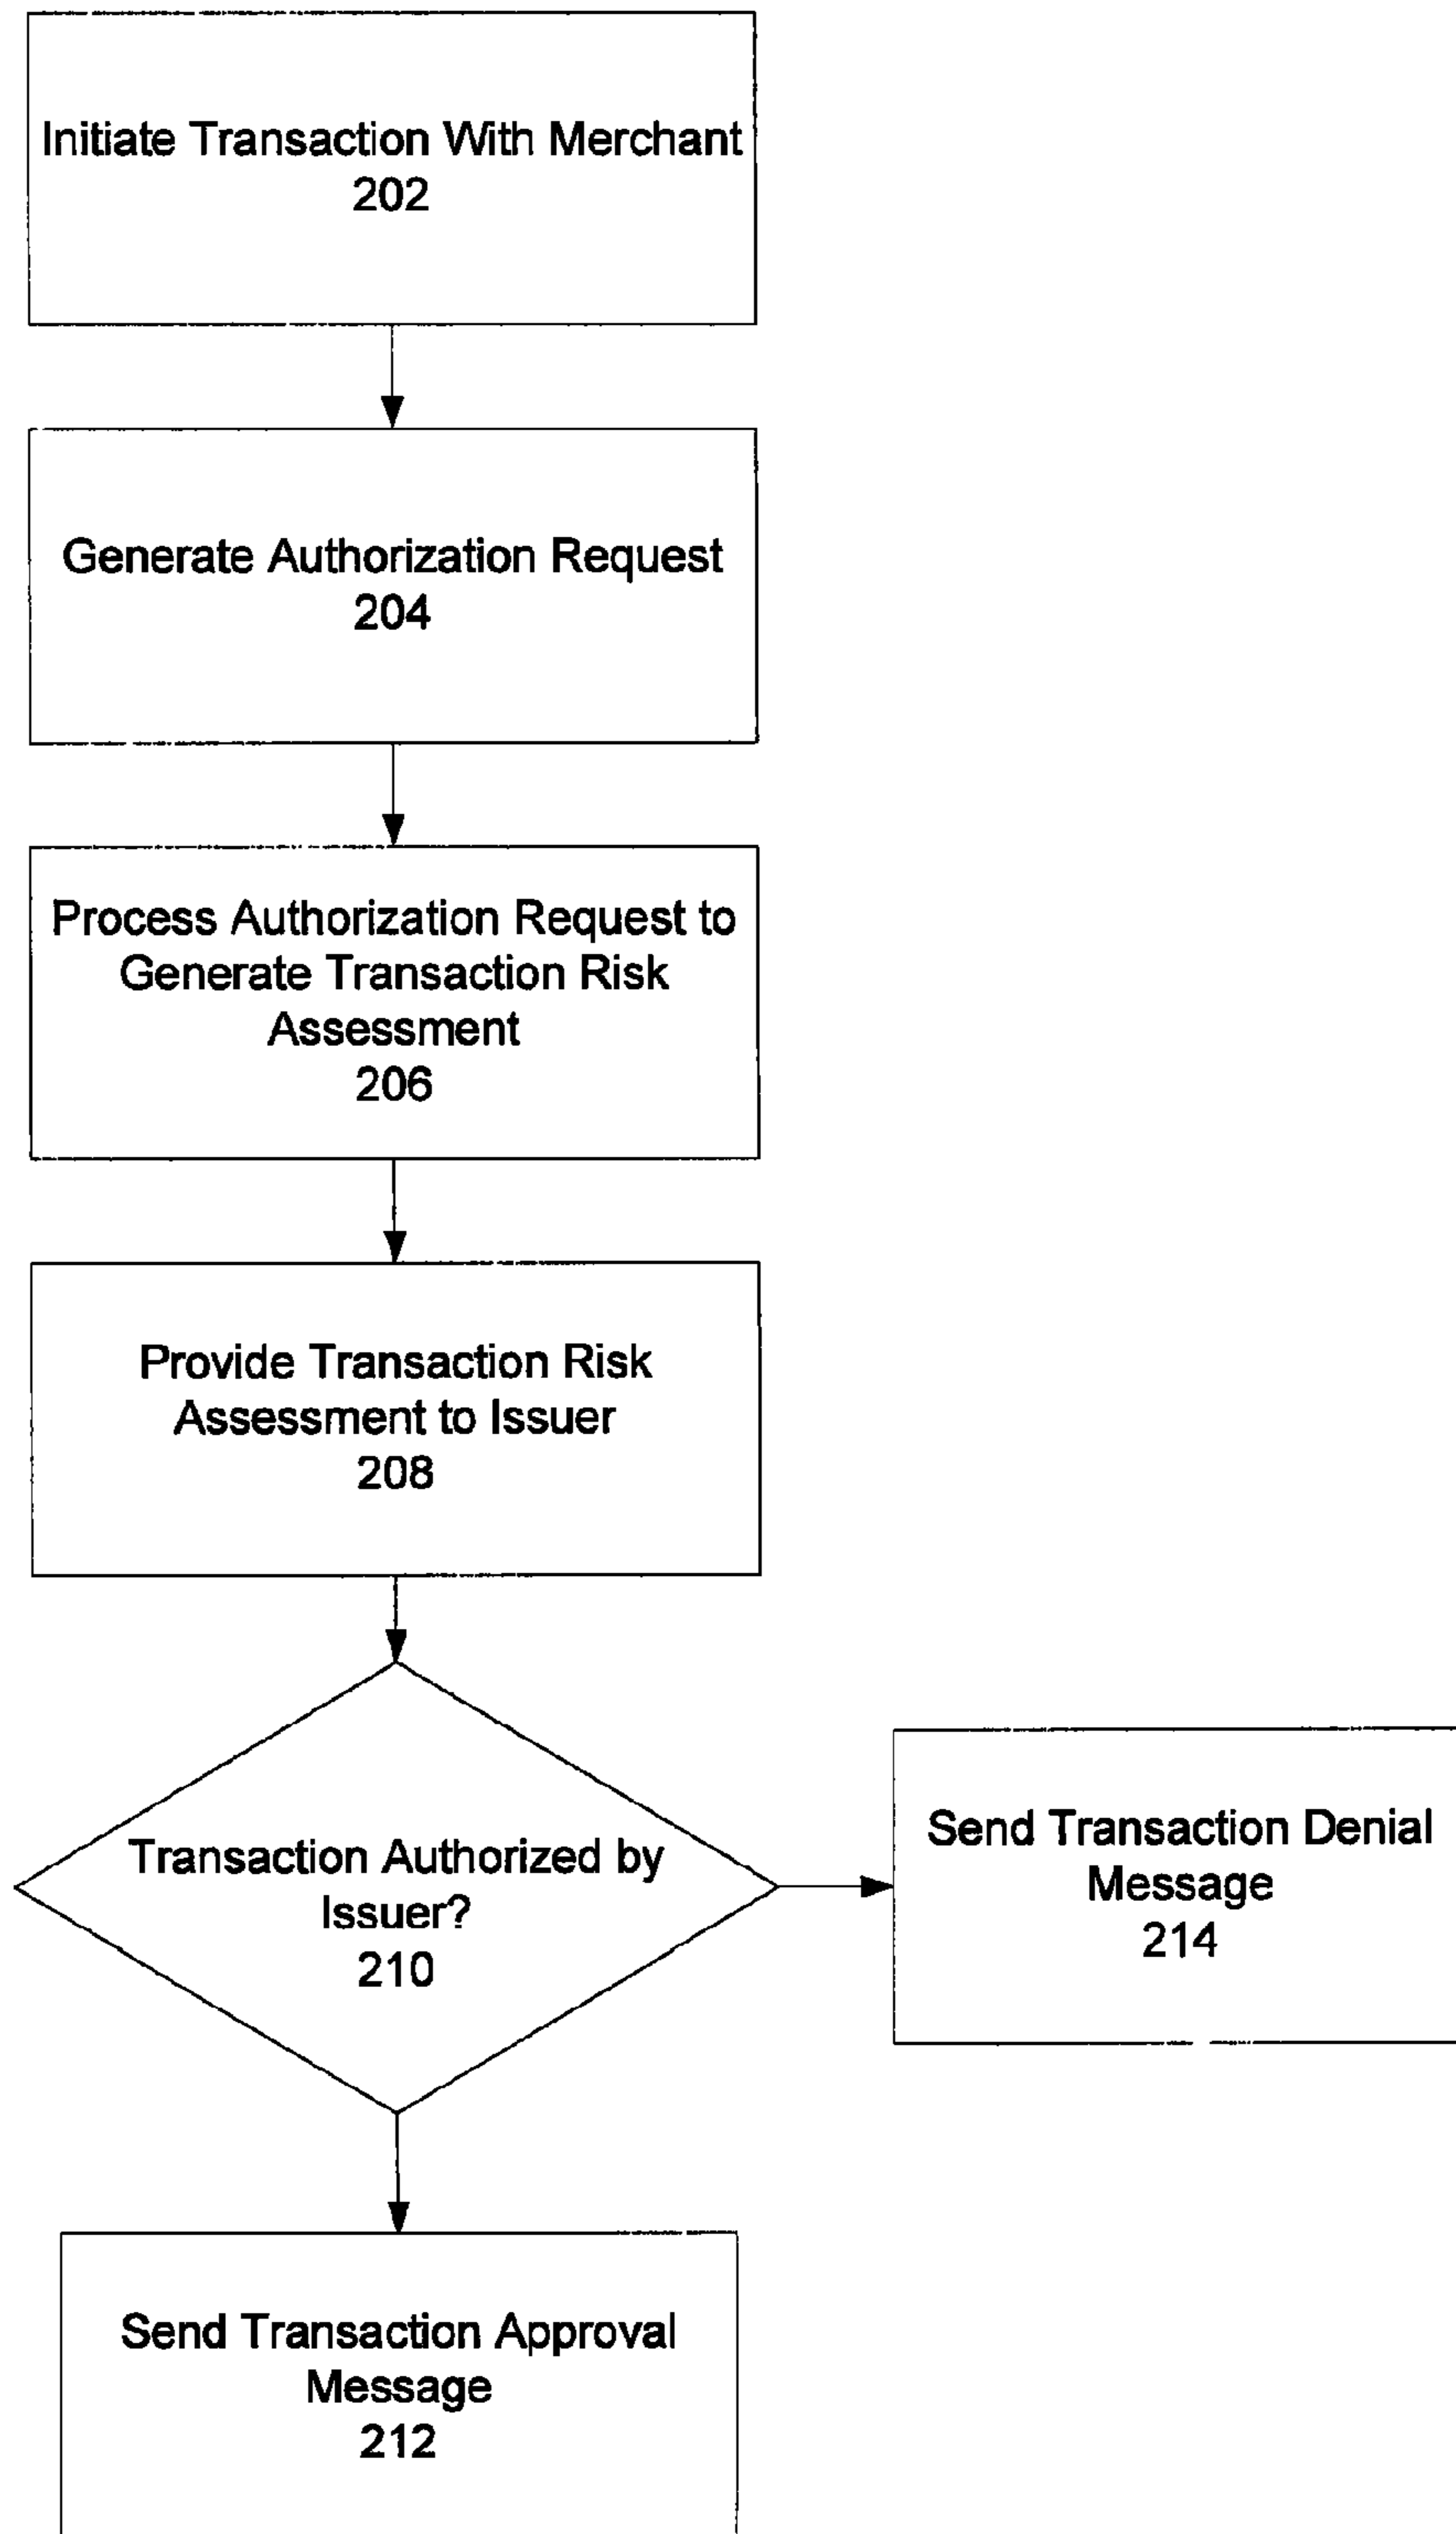 Initiate Transaction With Merchant
202
Generate Authorization Request
204
Process Authorization Request to
Generate Transaction Risk
Assessment
206
Provide Transaction Risk
Assessment to Issuer
208
Transaction Authorized by
Issuer?
210
Send Transaction Denial
Message
214
Send Transaction Approval
Message
212